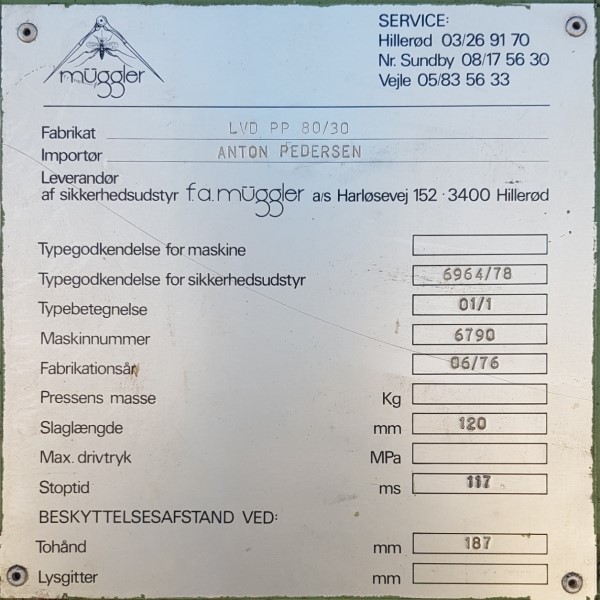 müggler
SERVICE:
Hillerød 03/26 91 70
Nr. Sundby 08/17 56 30
Vejle 05/83 56 33
Fabrikat LVD PP 80/30
Importør ANTON PEDERSEN
Leverandør
af sikkerhedsudstyr f.a. müggler a/s Harløsevej 152 · 3400 Hillerød
Typegodkendelse for maskine
Typegodkendelse for sikkerhedsudstyr 6964/78
Typebetegnelse 01/1
Maskinnummer 6790
Fabrikationsår 06/76
Pressens masse Kg
Slaglængde mm 120
Max. drivtryk MPa
Stoptid ms 117
BESKYTTELSESAFSTAND VED:
Tohånd mm 187
Lysgitter mm